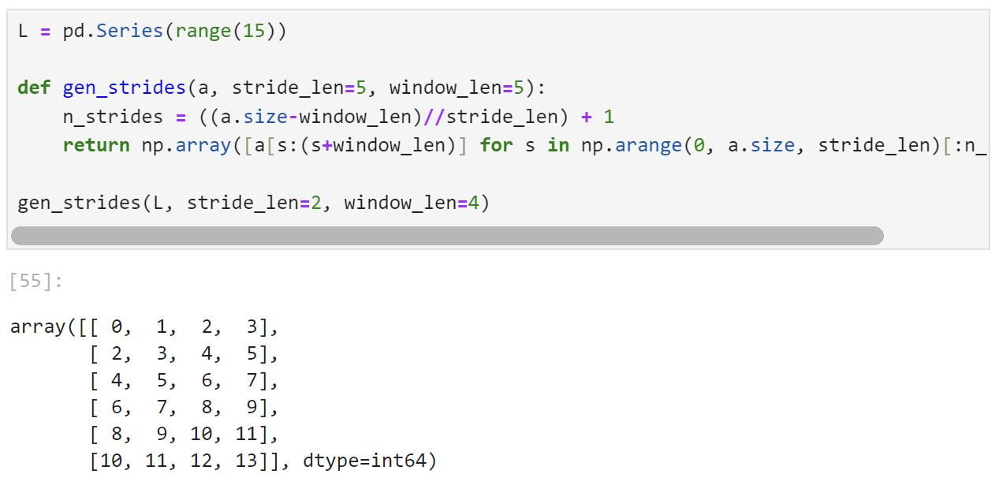 L = pd.Series(range(15))
def gen_strides(a, stride_len=5, window_len=5):
    n_strides = ((a.size-window_len)//stride_len) + 1
    return np.array([a[s:(s+window_len)] for s in np.arange(0, a.size, stride_len)[:n_
gen_strides(L, stride_len=2, window_len=4)
[55]:
array([[ 0,  1,  2,  3],
       [ 2,  3,  4,  5],
       [ 4,  5,  6,  7],
       [ 6,  7,  8,  9],
       [ 8,  9, 10, 11],
       [10, 11, 12, 13]], dtype=int64)